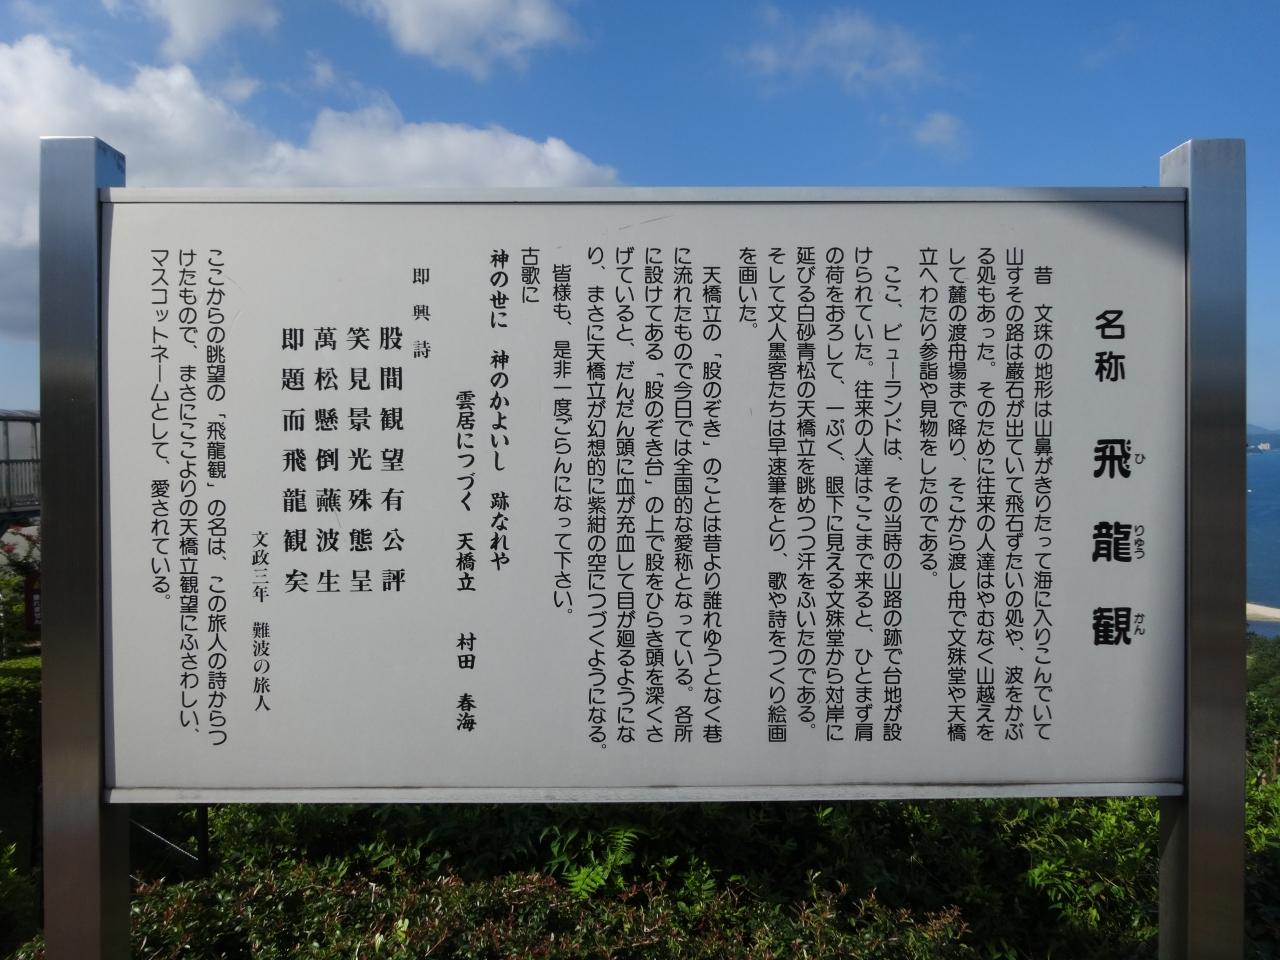 名称 飛龍観
ひ りゅう かん
昔 文珠の地形は山鼻がきりたって海に入りこんでいて
山すその路は巌石が出ていて飛石ずたいの処や、波をかぶ
る処もあった。そのために往来の人達はやむなく山越えを
して麓の渡舟場まで降り、そこから渡し舟で文殊堂や天橋
立へわたり参詣や見物をしたのである。
ここ、ビューランドは、その当時の山路の跡で台地が設
けられていた。往来の人達はここまで来ると、ひとまず肩
の荷をおろして、一ぷく、眼下に見える文殊堂から対岸に
延びる白砂青松の天橋立を眺めつつ汗をふいたのである。
そして文人墨客たちは早速筆をとり、歌や詩をつくり絵画
を画いた。
天橋立の「股のぞき」のことは昔より誰れゆうとなく巷
に流れたもので今日では全国的な愛称となっている。各所
に設けてある「股のぞき台」の上で股をひらき頭を深くさ
げていると、だんだん頭に血が充血して目が廻るようにな
り、まさに天橋立が幻想的に紫紺の空につづくようになる。
皆様も、是非一度ごらんになって下さい。
古歌に
神の世に 神のかよいし 跡なれや
雲居につづく 天橋立 村田 春海
即興詩
股間観望有公評
笑見景光殊態呈
萬松懸倒蘸波生
即題而飛龍観矣
文政三年 難波の旅人
ここからの眺望の「飛龍観」の名は、この旅人の詩からつ
けたもので、まさにここよりの天橋立観望にふさわしい、
マスコットネームとして、愛されている。